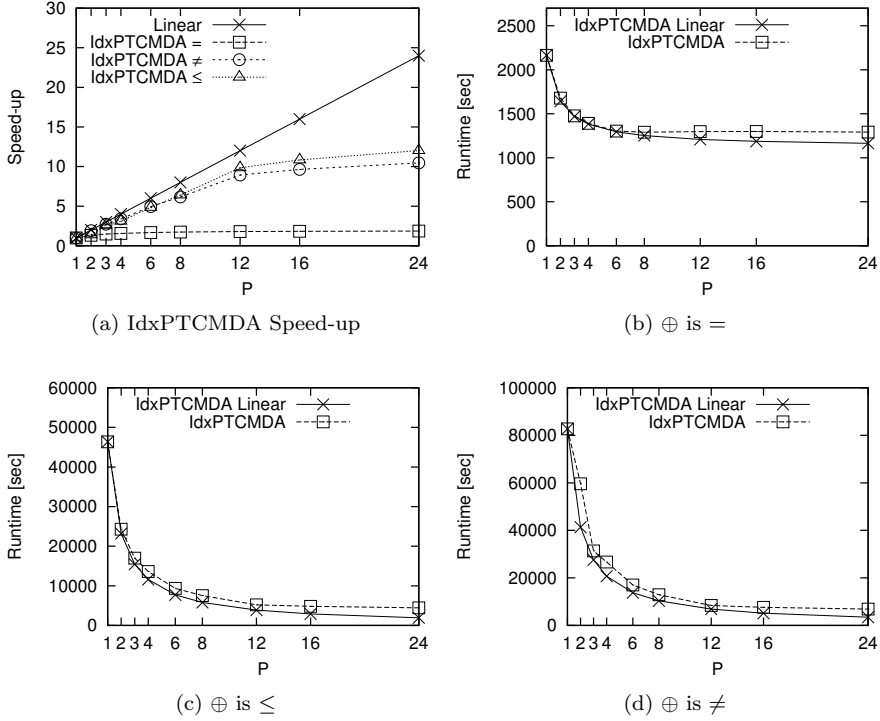 30
25
20
15
10
5
0
Speed-up
Linear
IdxPTCMDA =
IdxPTCMDA ≠
IdxPTCMDA ≤
1 2 3 4 6 8 12 16 24
P
(a) IdxPTCMDA Speed-up
2500
2000
1500
1000
500
0
Runtime [sec]
IdxPTCMDA Linear
IdxPTCMDA
1 2 3 4 6 8 12 16 24
P
(b) ⊕ is =
60000
50000
40000
30000
20000
10000
0
Runtime [sec]
IdxPTCMDA Linear
IdxPTCMDA
1 2 3 4 6 8 12 16 24
P
(c) ⊕ is ≤
100000
80000
60000
40000
20000
0
Runtime [sec]
IdxPTCMDA Linear
IdxPTCMDA
1 2 3 4 6 8 12 16 24
P
(d) ⊕ is ≠